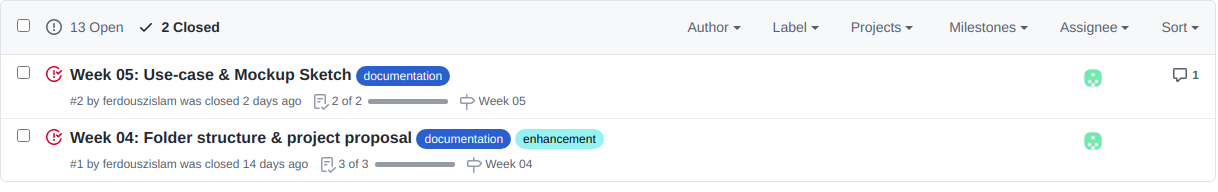 13 Open 2 Closed Author Label Projects Milestones Assignee Sort
Week 05: Use-case & Mockup Sketch documentation 1
#2 by ferdouszislam was closed 2 days ago 2 of 2 Week 05
Week 04: Folder structure & project proposal documentation enhancement
#1 by ferdouszislam was closed 14 days ago 3 of 3 Week 04